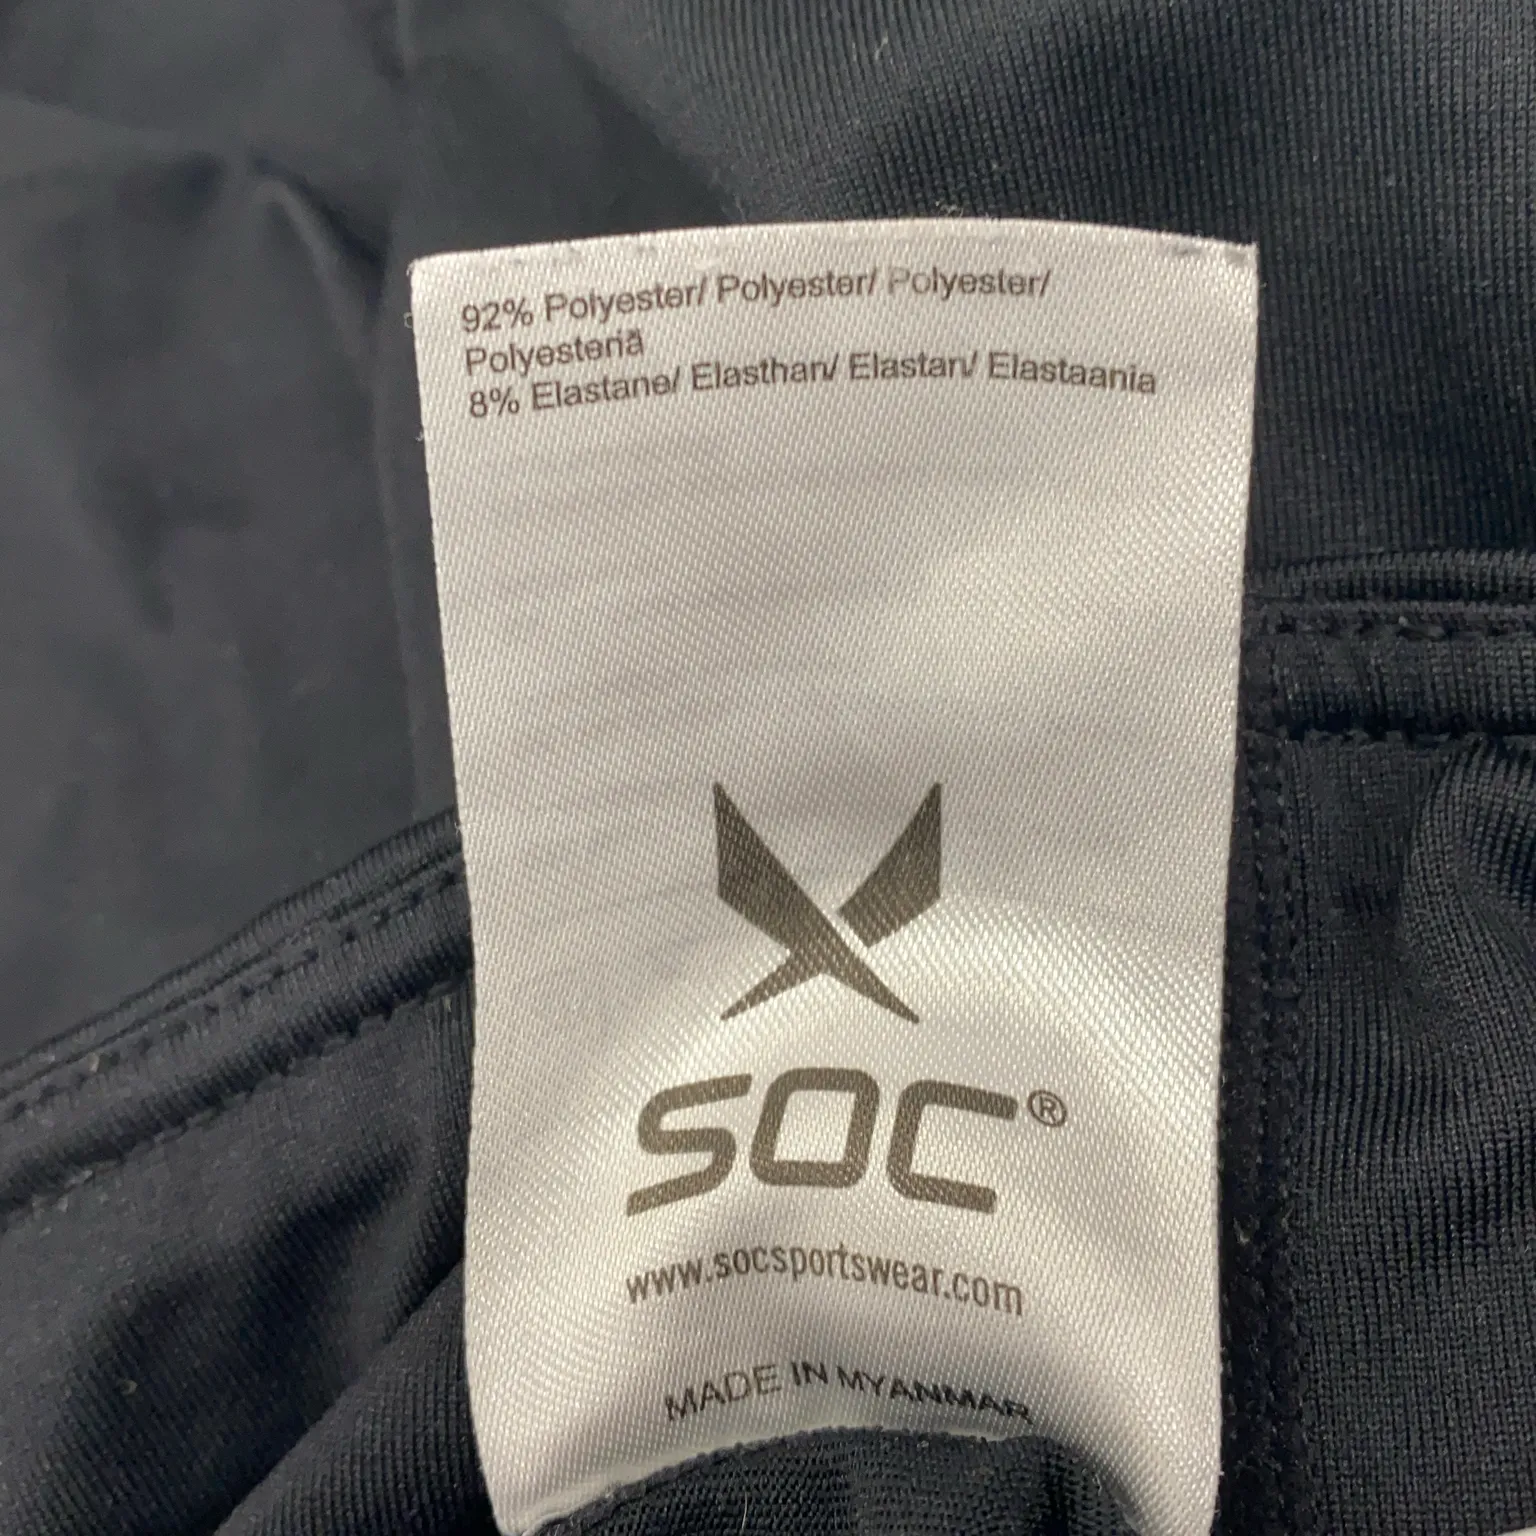 92% Polyester/ Polyester/ Polyester/
Polyesteriä
8% Elastane/ Elasthan/ Elastan/ Elastaania
SOC®
www.socsportswear.com
MADE IN MYANMAR